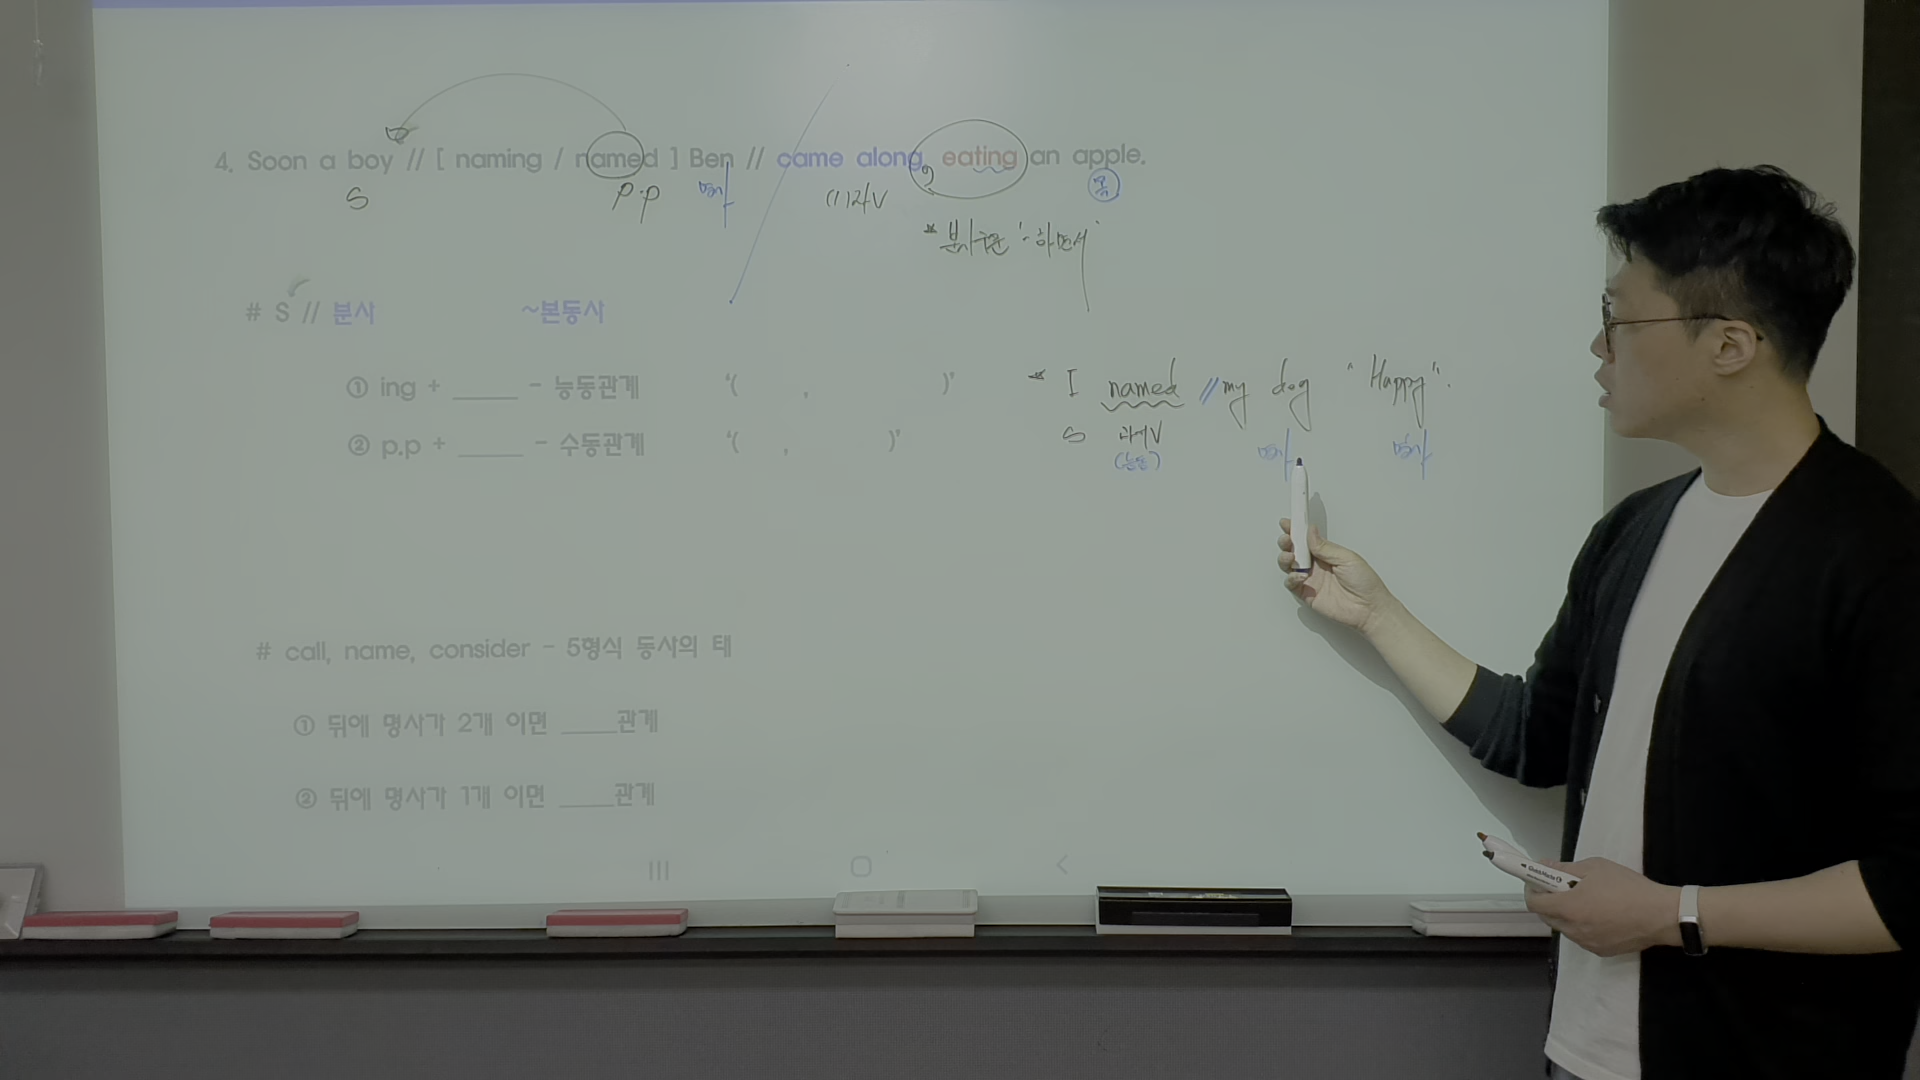 4. Soon a boy // [ naming / named ] Ben // came along, eating an apple.
S p.p 명사 (1)과V 목
* 분사구문 '~하면서'
# S // 분사 ~본동사
① ing + _____ - 능동관계 '( , )'
② p.p + _____ - 수동관계 '( , )'
* I named // my dog "Happy".
S 과거V 명사 명사
(능동)
# call, name, consider - 5형식 동사의 태
① 뒤에 명사가 2개 이면 ____관계
② 뒤에 명사가 1개 이면 ____관계